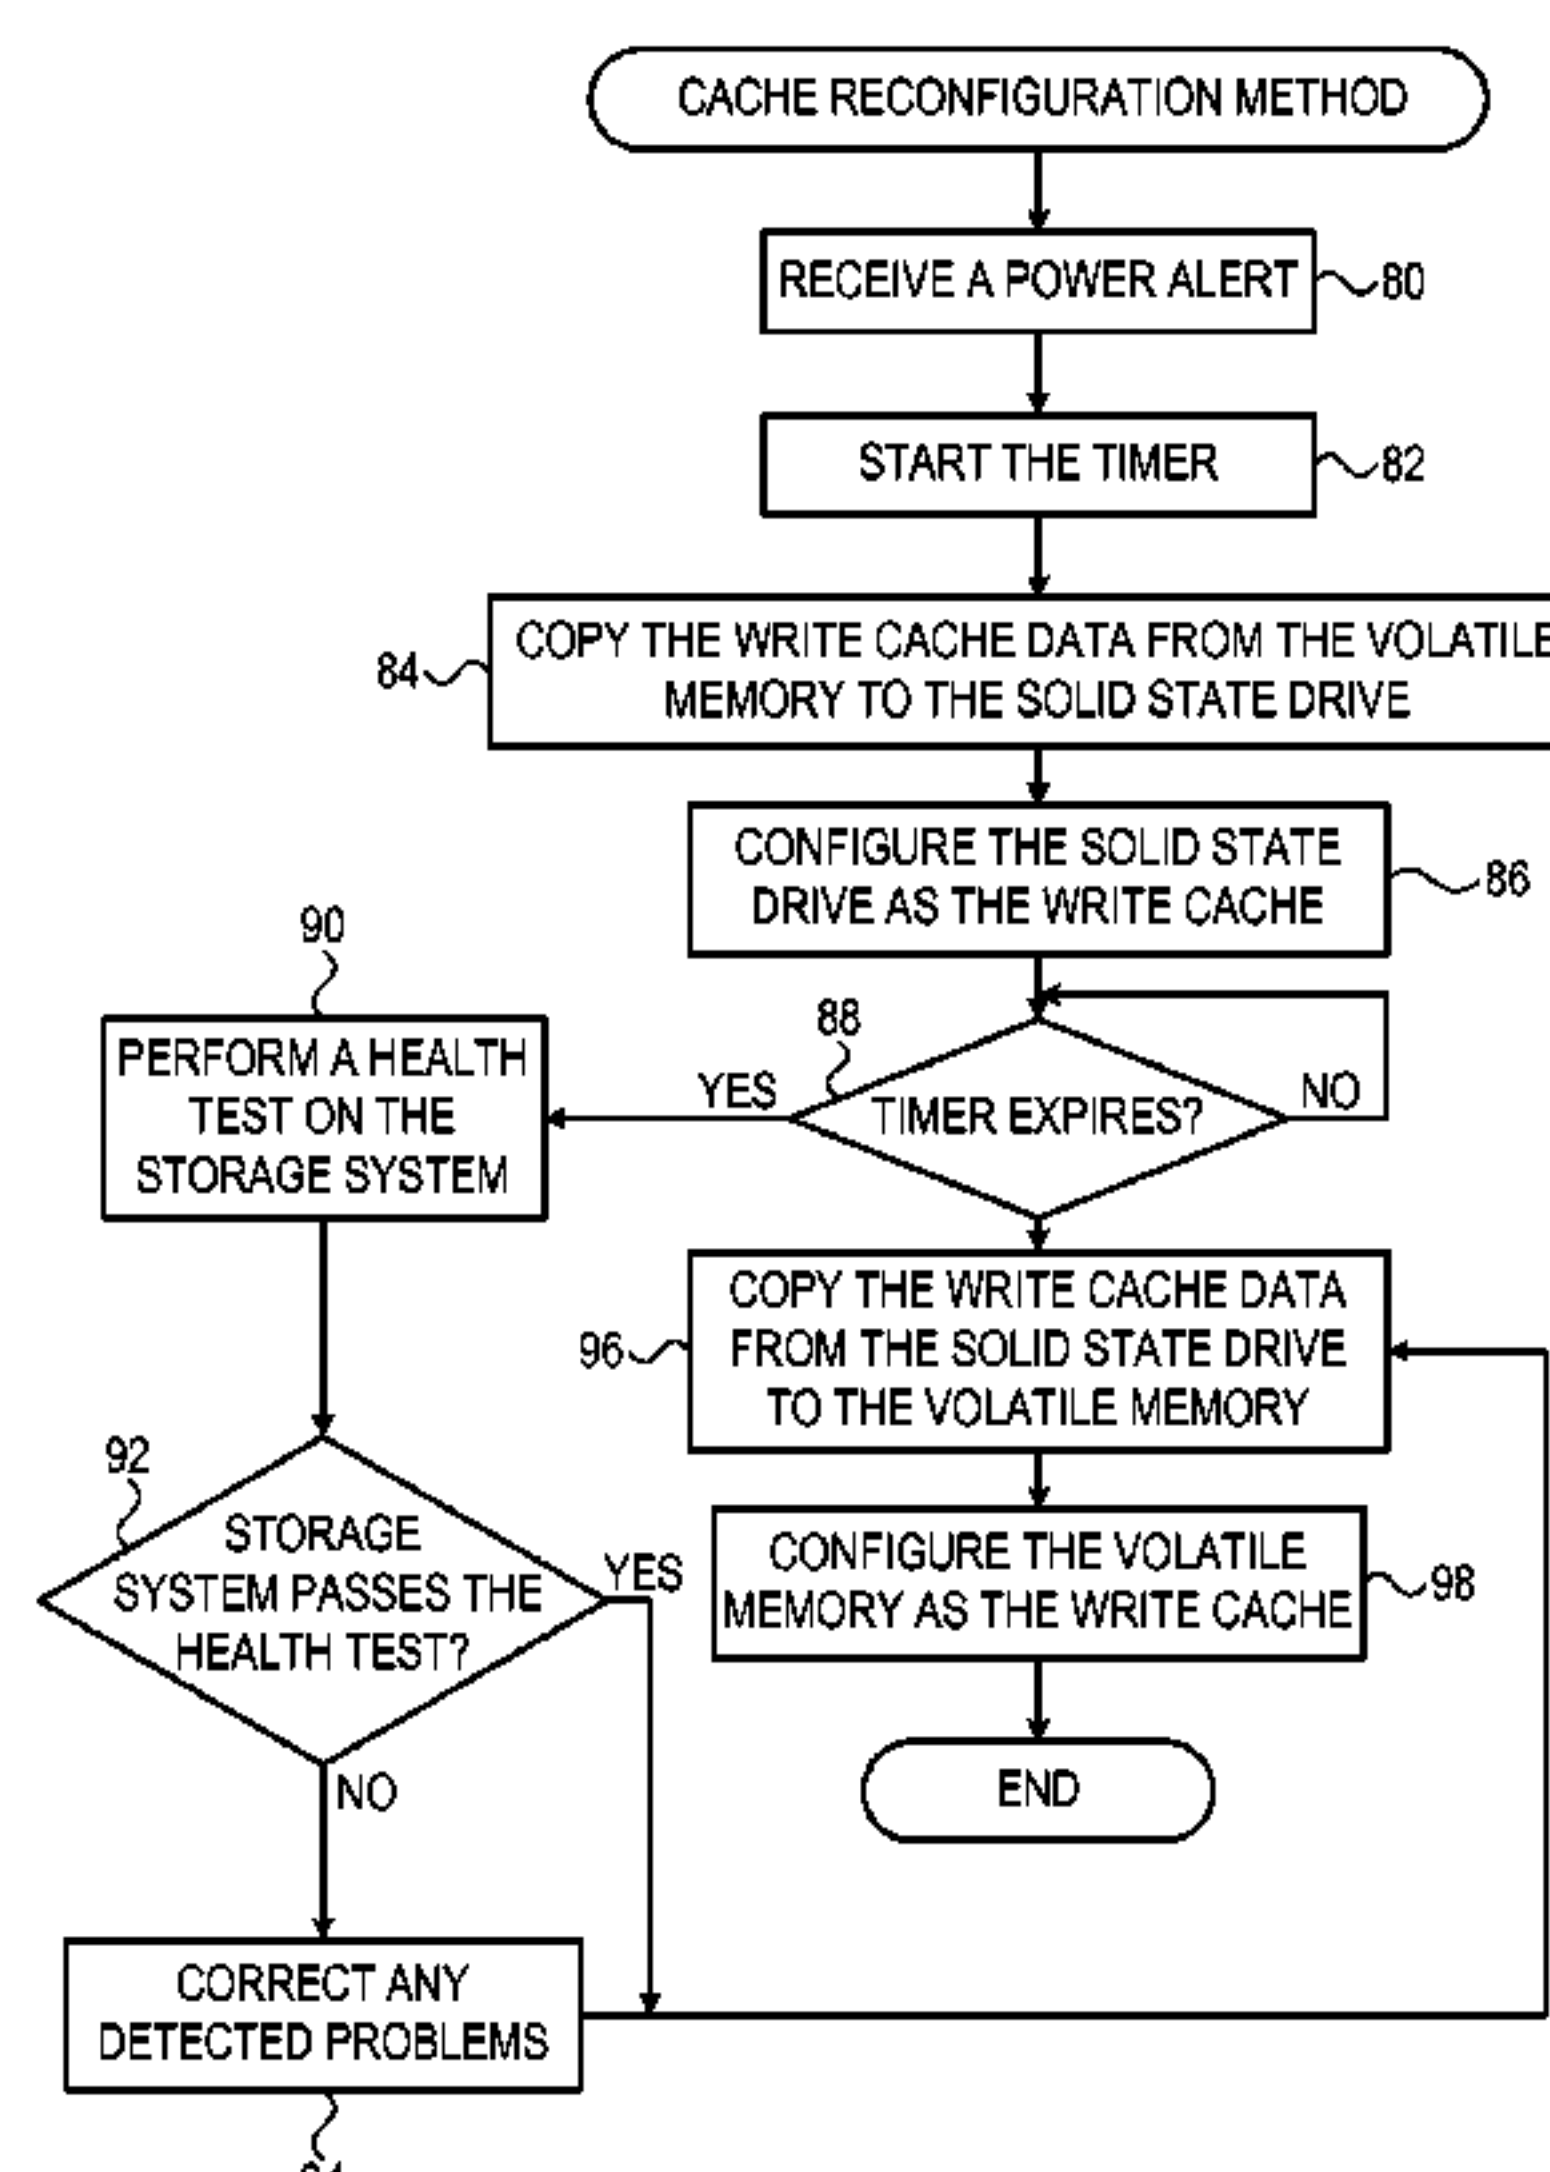 CACHE RECONFIGURATION METHOD
RECEIVE A POWER ALERT
80
START THE TIMER
82
84
COPY THE WRITE CACHE DATA FROM THE VOLATILE
MEMORY TO THE SOLID STATE DRIVE
CONFIGURE THE SOLID STATE
DRIVE AS THE WRITE CACHE
86
90
PERFORM A HEALTH
TEST ON THE
STORAGE SYSTEM
88
YES
TIMER EXPIRES?
NO
96
COPY THE WRITE CACHE DATA
FROM THE SOLID STATE DRIVE
TO THE VOLATILE MEMORY
92
STORAGE
SYSTEM PASSES THE
HEALTH TEST?
YES
NO
CONFIGURE THE VOLATILE
MEMORY AS THE WRITE CACHE
98
END
CORRECT ANY
DETECTED PROBLEMS